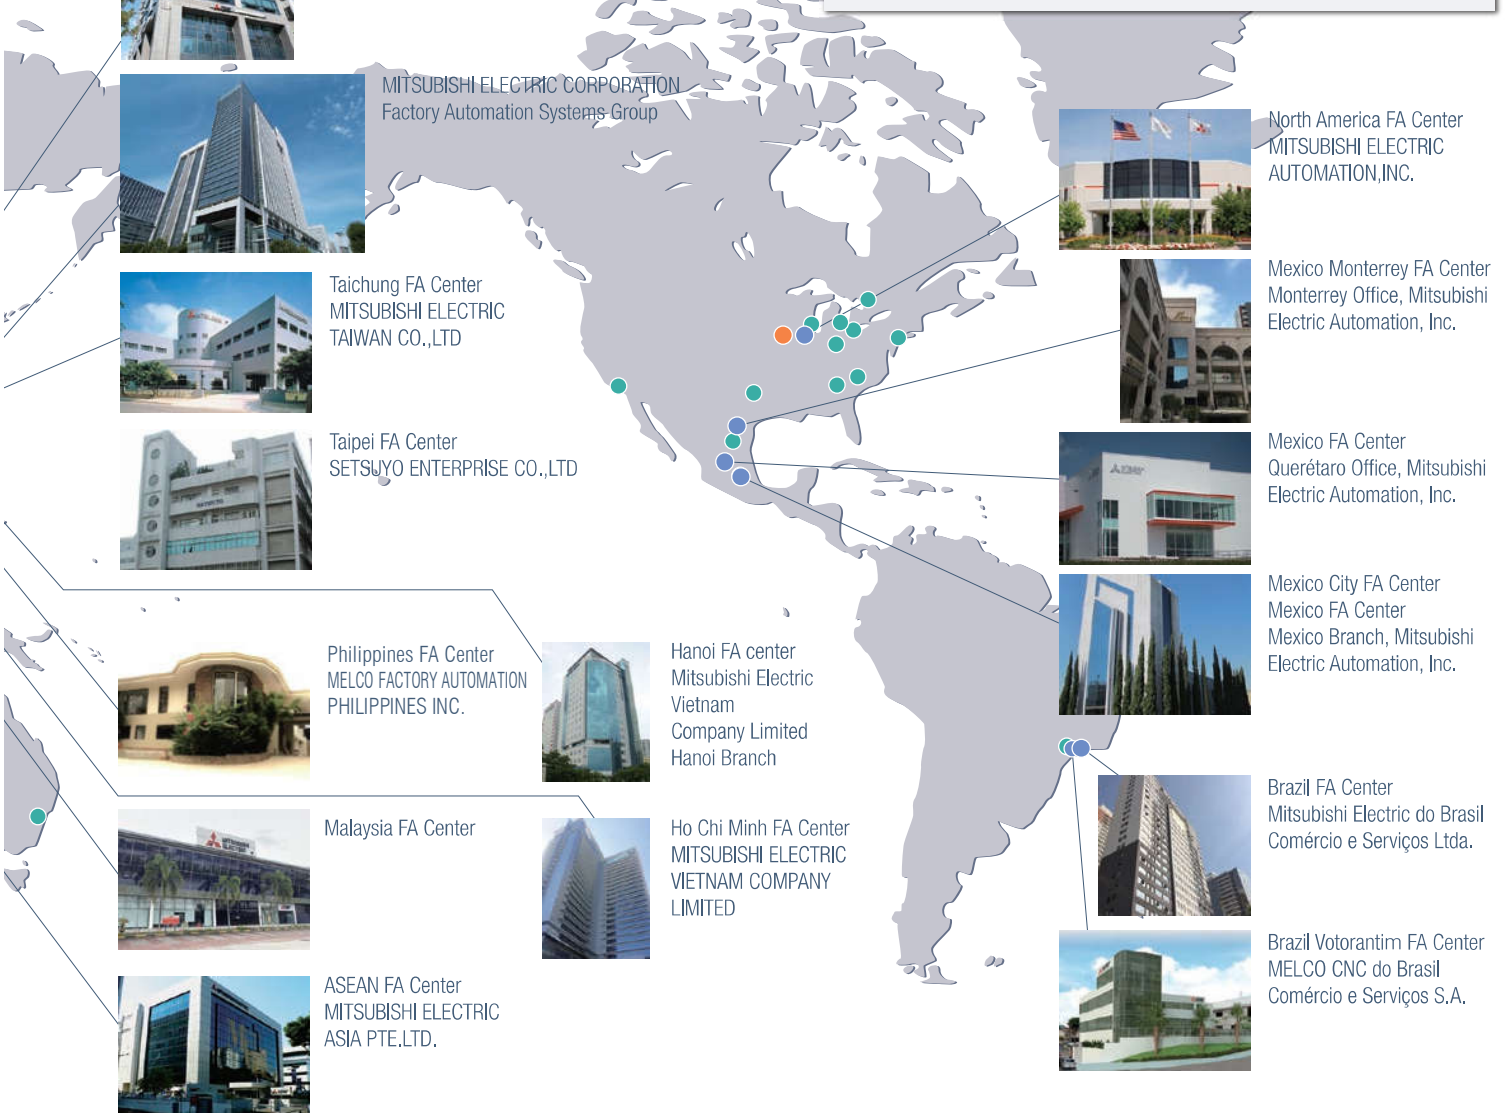 MITSUBISHI ELECTRIC CORPORATION
Factory Automation Systems Group
Taichung FA Center
MITSUBISHI ELECTRIC
TAIWAN CO.,LTD
Taipei FA Center
SETSUYO ENTERPRISE CO.,LTD
Philippines FA Center
MELCO FACTORY AUTOMATION
PHILIPPINES INC.
Malaysia FA Center
ASEAN FA Center
MITSUBISHI ELECTRIC
ASIA PTE.LTD.
Hanoi FA center
Mitsubishi Electric
Vietnam
Company Limited
Hanoi Branch
Ho Chi Minh FA Center
MITSUBISHI ELECTRIC
VIETNAM COMPANY
LIMITED
North America FA Center
MITSUBISHI ELECTRIC
AUTOMATION,INC.
Mexico Monterrey FA Center
Monterrey Office, Mitsubishi
Electric Automation, Inc.
Mexico FA Center
Querétaro Office, Mitsubishi
Electric Automation, Inc.
Mexico City FA Center
Mexico FA Center
Mexico Branch, Mitsubishi
Electric Automation, Inc.
Brazil FA Center
Mitsubishi Electric do Brasil
Comércio e Serviços Ltda.
Brazil Votorantim FA Center
MELCO CNC do Brasil
Comércio e Serviços S.A.